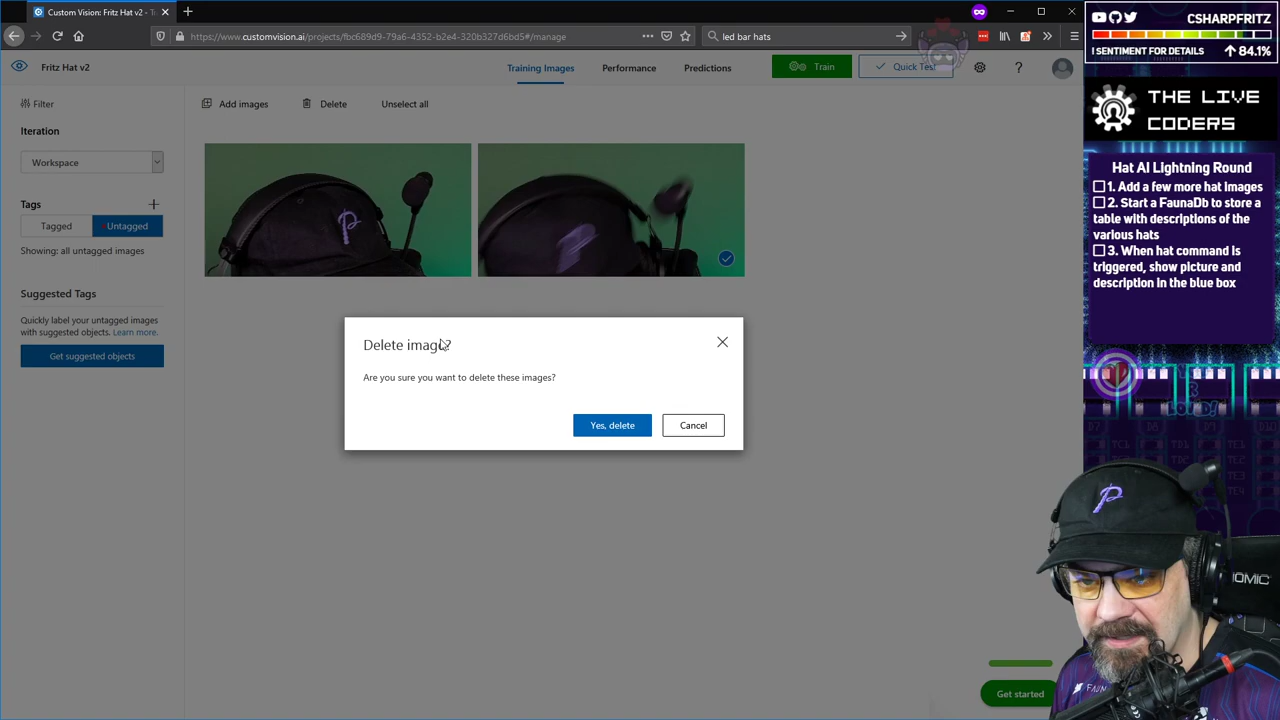 Custom Vision: Fritz Hat v2 - Tr
https://www.customvision.ai/projects/fbc689d9-79a6-4352-b2e4-320b327d6bd5#/manage
led bar hats
CSHARPFRITZ
! SENTIMENT FOR DETAILS
84.1%
Fritz Hat v2
Training Images
Performance
Predictions
Train
Quick Test
Filter
Add images
Delete
Unselect all
THE LIVE
CODERS
Iteration
Workspace
Tags
Tagged
Untagged
Showing: all untagged images
Suggested Tags
Quickly label your untagged images
with suggested objects. Learn more.
Get suggested objects
Hat AI Lightning Round
1. Add a few more hat images
2. Start a FaunaDb to store a
table with descriptions of the
various hats
3. When hat command is
triggered, show picture and
description in the blue box
Delete image?
Are you sure you want to delete these images?
Yes, delete
Cancel
Get started